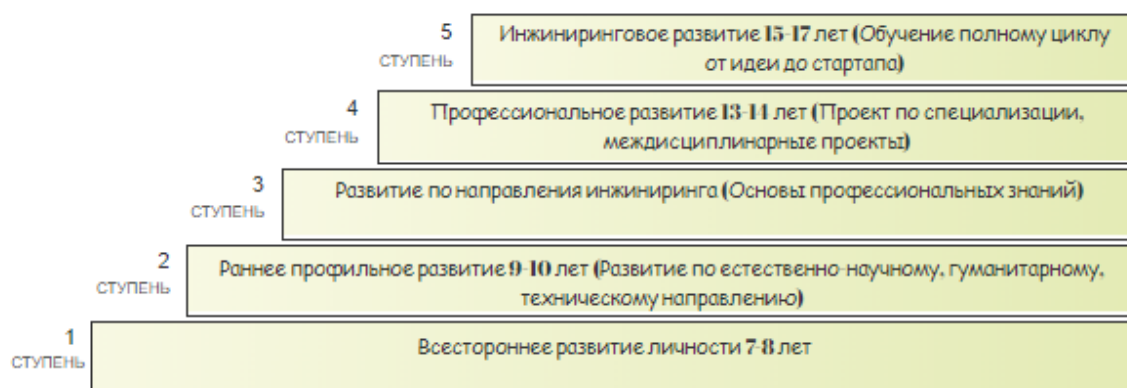 5
СТУПЕНЬ
Инжиниринговое развитие 15-17 лет (Обучение полному циклу
от идеи до стартапа)
4
СТУПЕНЬ
Профессиональное развитие 13-14 лет (Проект по специализации,
междисциплинарные проекты)
3
СТУПЕНЬ
Развитие по направления инжиниринга (Основы профессиональных знаний)
2
СТУПЕНЬ
Раннее профильное развитие 9-10 лет (Развитие по естественно-научному, гуманитарному,
техническому направлению)
1
СТУПЕНЬ
Всестороннее развитие личности 7-8 лет